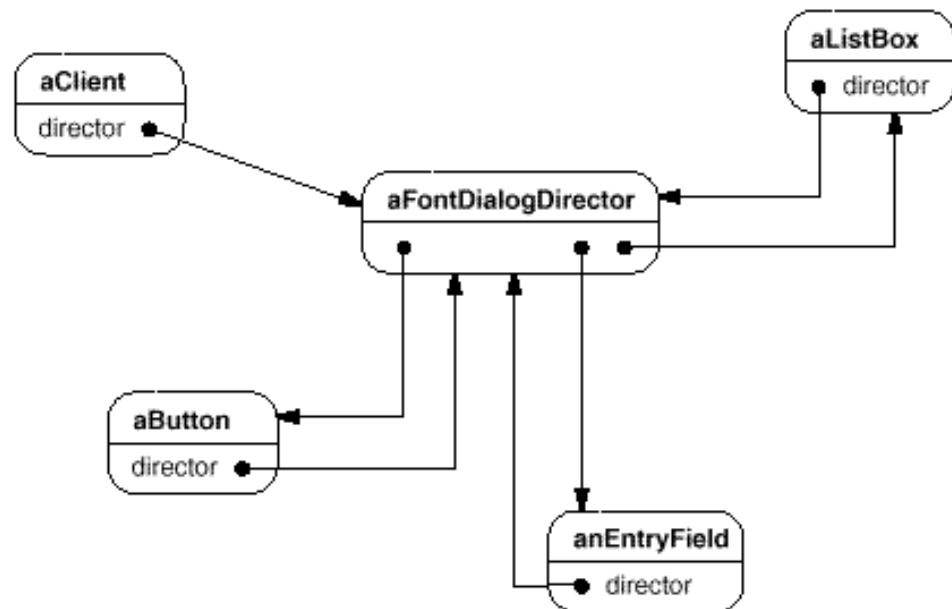 aListBox
director
aClient
director
aFontDialogDirector
aButton
director
anEntryField
director